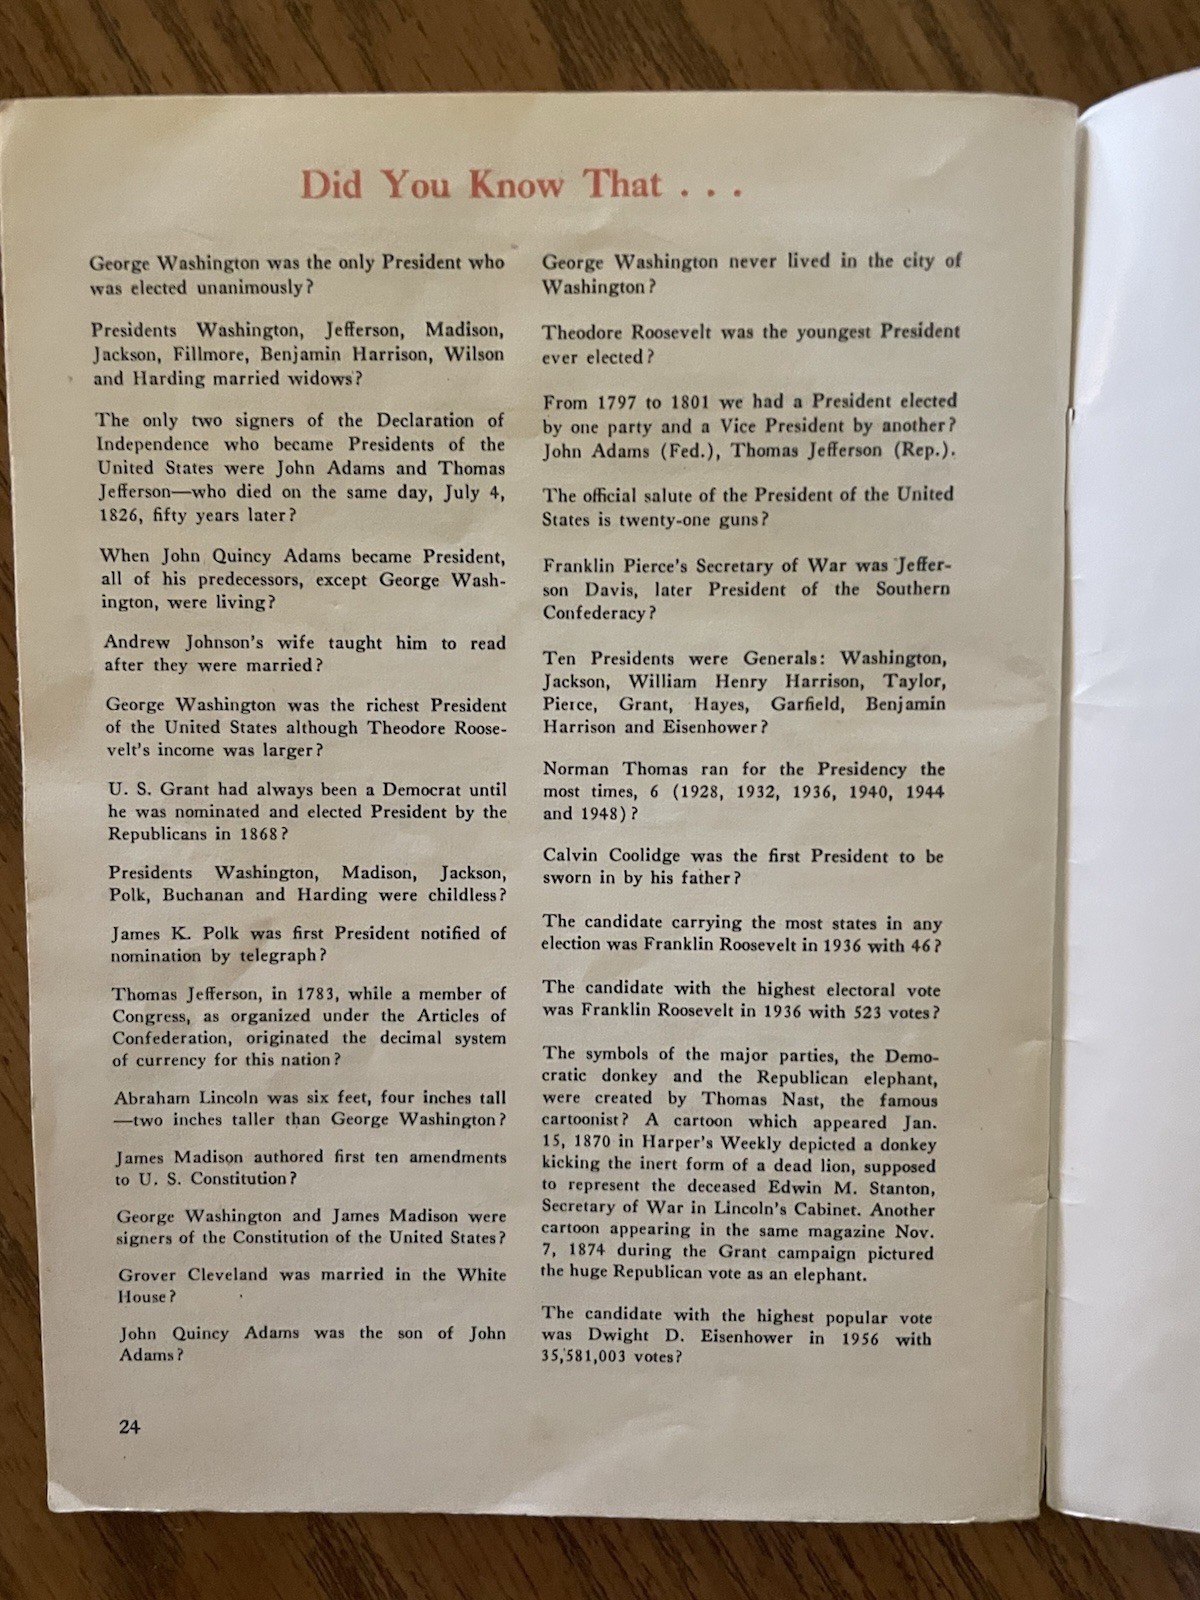 Did You Know That . . .
George Washington was the only President who
was elected unanimously?
Presidents Washington, Jefferson, Madison,
Jackson, Fillmore, Benjamin Harrison, Wilson
and Harding married widows?
The only two signers of the Declaration of
Independence who became Presidents of the
United States were John Adams and Thomas
Jefferson—who died on the same day, July 4,
1826, fifty years later?
When John Quincy Adams became President,
all of his predecessors, except George Wash-
ington, were living?
Andrew Johnson's wife taught him to read
after they were married?
George Washington was the richest President
of the United States although Theodore Roose-
velt's income was larger?
U. S. Grant had always been a Democrat until
he was nominated and elected President by the
Republicans in 1868?
Presidents Washington, Madison, Jackson,
Polk, Buchanan and Harding were childless?
James K. Polk was first President notified of
nomination by telegraph?
Thomas Jefferson, in 1783, while a member of
Congress, as organized under the Articles of
Confederation, originated the decimal system
of currency for this nation?
Abraham Lincoln was six feet, four inches tall
—two inches taller than George Washington?
James Madison authored first ten amendments
to U. S. Constitution?
George Washington and James Madison were
signers of the Constitution of the United States?
Grover Cleveland was married in the White
House?
John Quincy Adams was the son of John
Adams?
George Washington never lived in the city of
Washington?
Theodore Roosevelt was the youngest President
ever elected?
From 1797 to 1801 we had a President elected
by one party and a Vice President by another?
John Adams (Fed.), Thomas Jefferson (Rep.).
The official salute of the President of the United
States is twenty-one guns?
Franklin Pierce's Secretary of War was Jeffer-
son Davis, later President of the Southern
Confederacy?
Ten Presidents were Generals: Washington,
Jackson, William Henry Harrison, Taylor,
Pierce, Grant, Hayes, Garfield, Benjamin
Harrison and Eisenhower?
Norman Thomas ran for the Presidency the
most times, 6 (1928, 1932, 1936, 1940, 1944
and 1948)?
Calvin Coolidge was the first President to be
sworn in by his father?
The candidate carrying the most states in any
election was Franklin Roosevelt in 1936 with 46?
The candidate with the highest electoral vote
was Franklin Roosevelt in 1936 with 523 votes?
The symbols of the major parties, the Demo-
cratic donkey and the Republican elephant,
were created by Thomas Nast, the famous
cartoonist? A cartoon which appeared Jan.
15, 1870 in Harper's Weekly depicted a donkey
kicking the inert form of a dead lion, supposed
to represent the deceased Edwin M. Stanton,
Secretary of War in Lincoln's Cabinet. Another
cartoon appearing in the same magazine Nov.
7, 1874 during the Grant campaign pictured
the huge Republican vote as an elephant.
The candidate with the highest popular vote
was Dwight D. Eisenhower in 1956 with
35,581,003 votes?
24